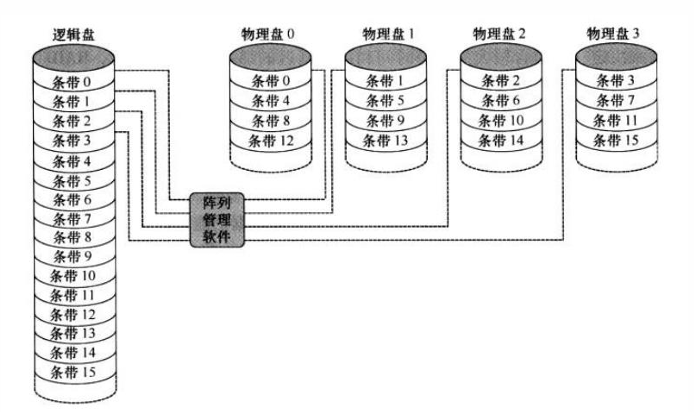 逻辑盘
条带 0
条带 1
条带 2
条带 3
条带 4
条带 5
条带 6
条带 7
条带 8
条带 9
条带 10
条带 11
条带 12
条带 13
条带 14
条带 15
阵列
管理
软件
物理盘 0
条带 0
条带 4
条带 8
条带 12
物理盘 1
条带 1
条带 5
条带 9
条带 13
物理盘 2
条带 2
条带 6
条带 10
条带 14
物理盘 3
条带 3
条带 7
条带 11
条带 15